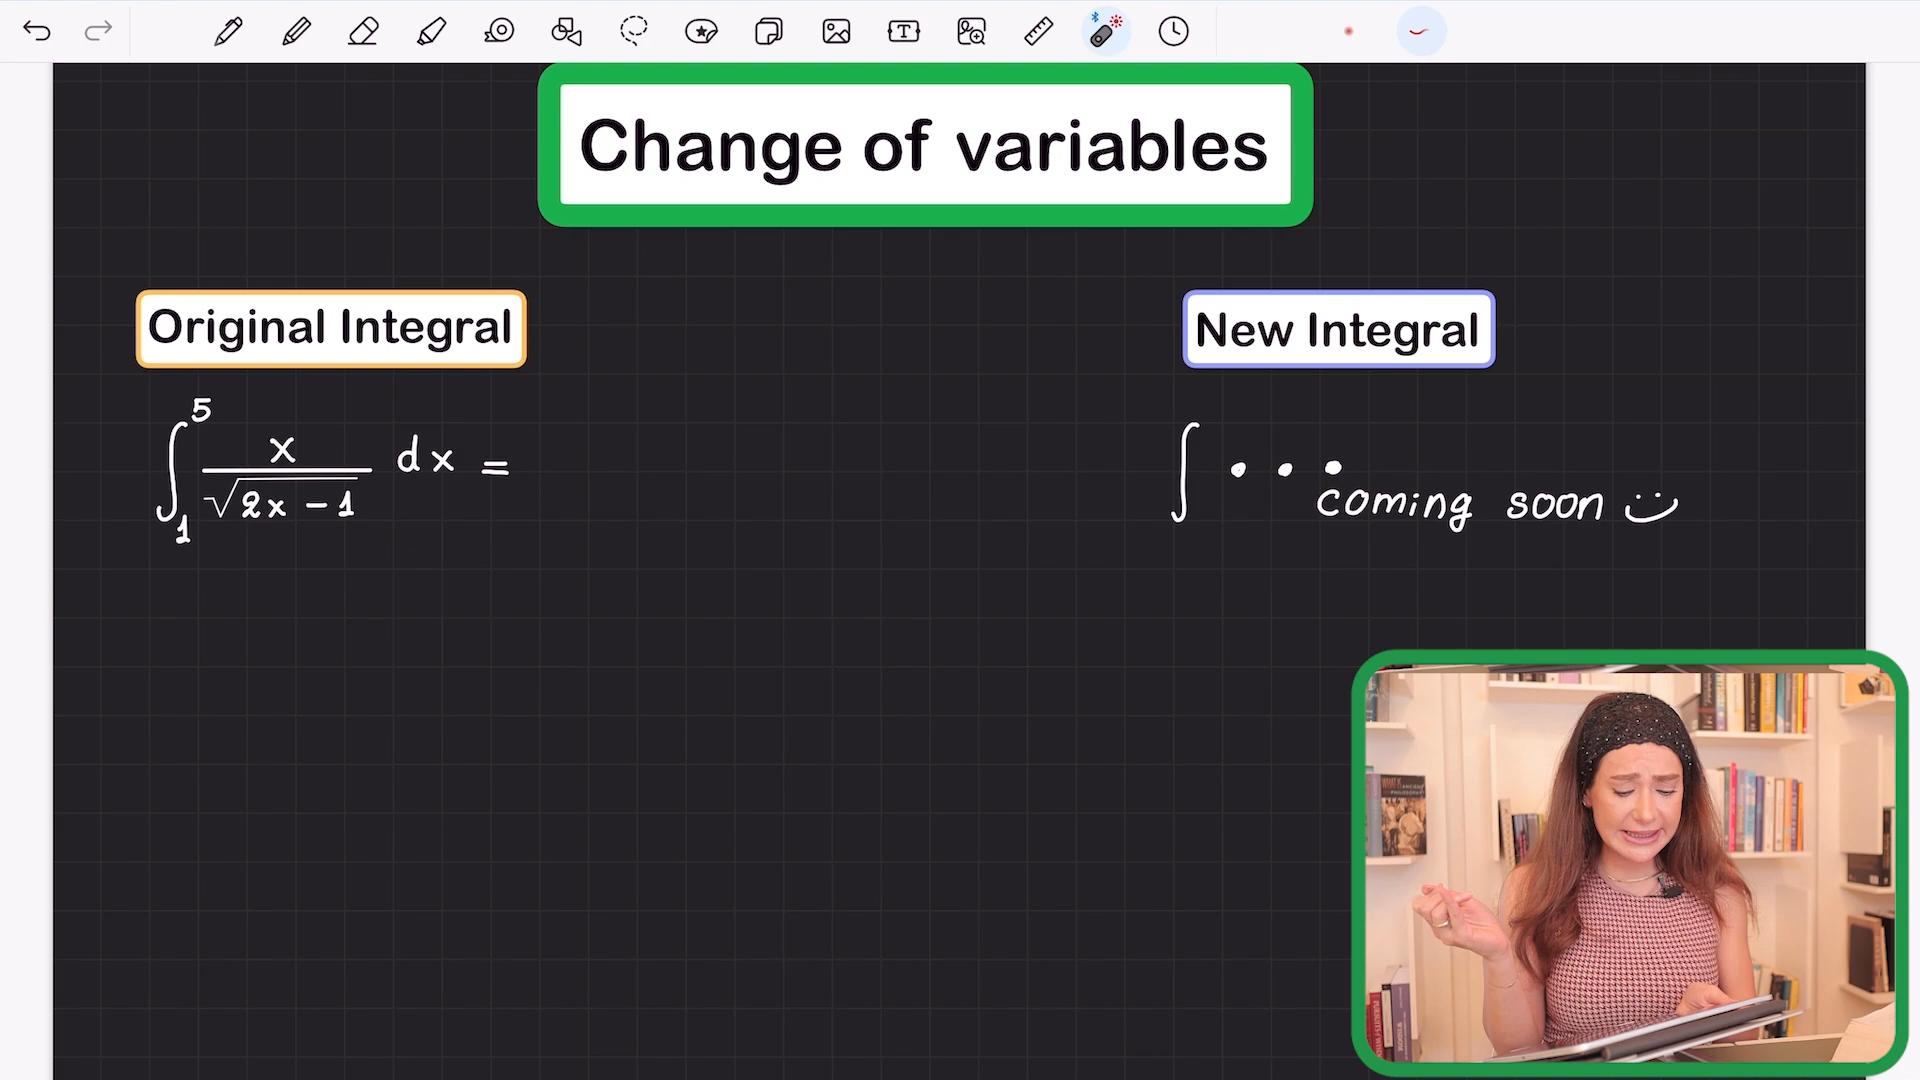 Change of variables
Original Integral
New Integral
∫₁⁵ x/√(2x − 1) dx =
∫ • • •
coming soon